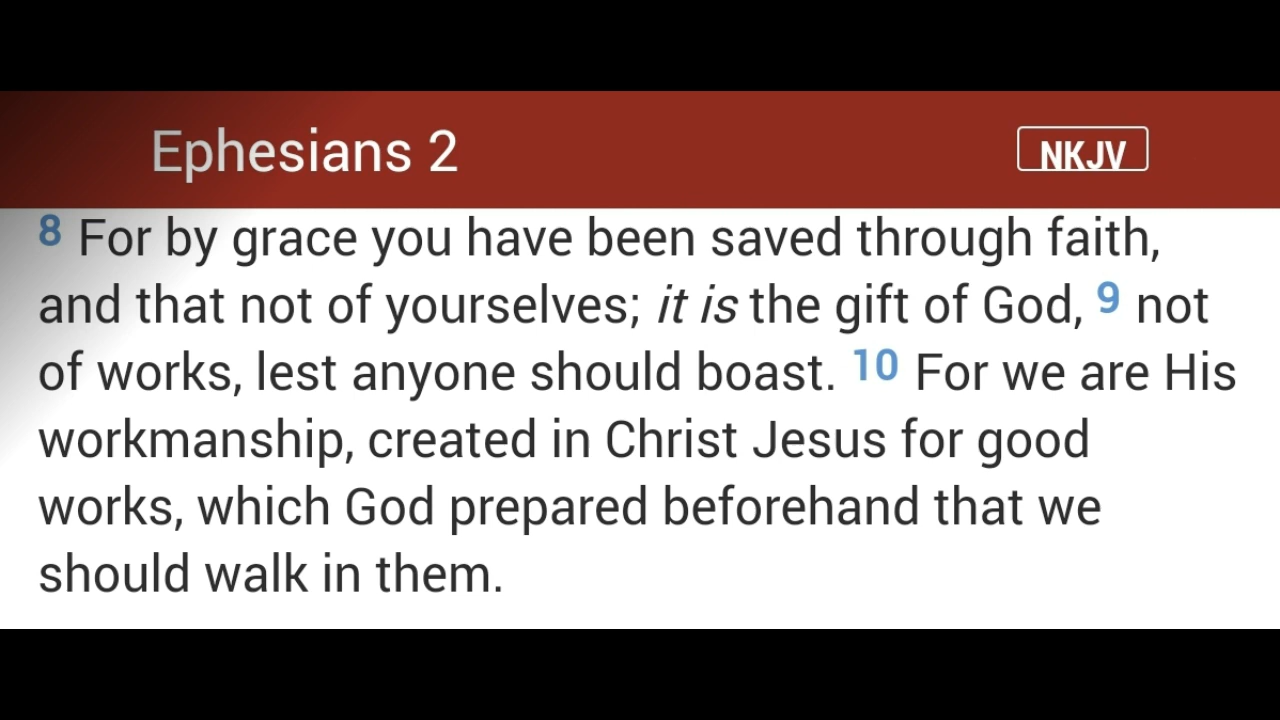 Ephesians 2 NKJV
8 For by grace you have been saved through faith,
and that not of yourselves; it is the gift of God, 9 not
of works, lest anyone should boast. 10 For we are His
workmanship, created in Christ Jesus for good
works, which God prepared beforehand that we
should walk in them.